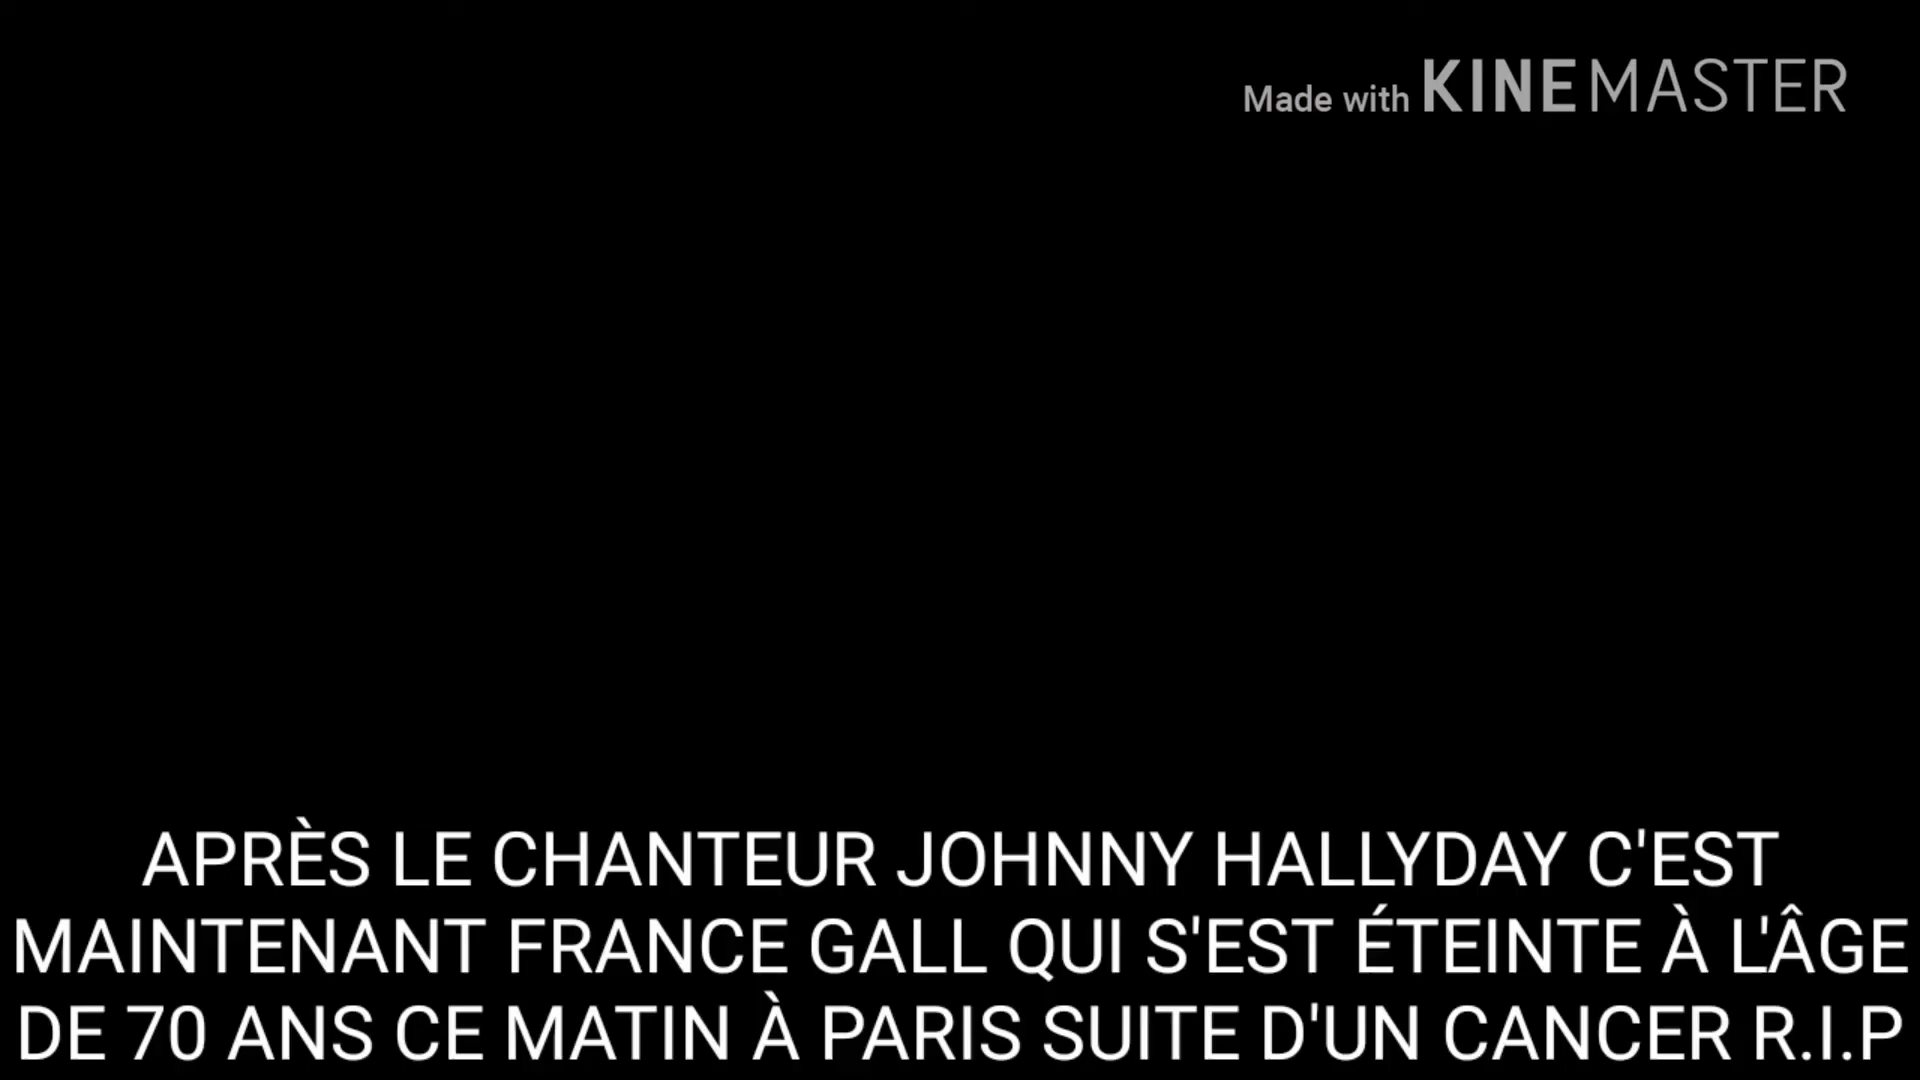 Made with KINEMASTER
APRÈS LE CHANTEUR JOHNNY HALLYDAY C'EST
MAINTENANT FRANCE GALL QUI S'EST ÉTEINTE À L'ÂGE
DE 70 ANS CE MATIN À PARIS SUITE D'UN CANCER R.I.P